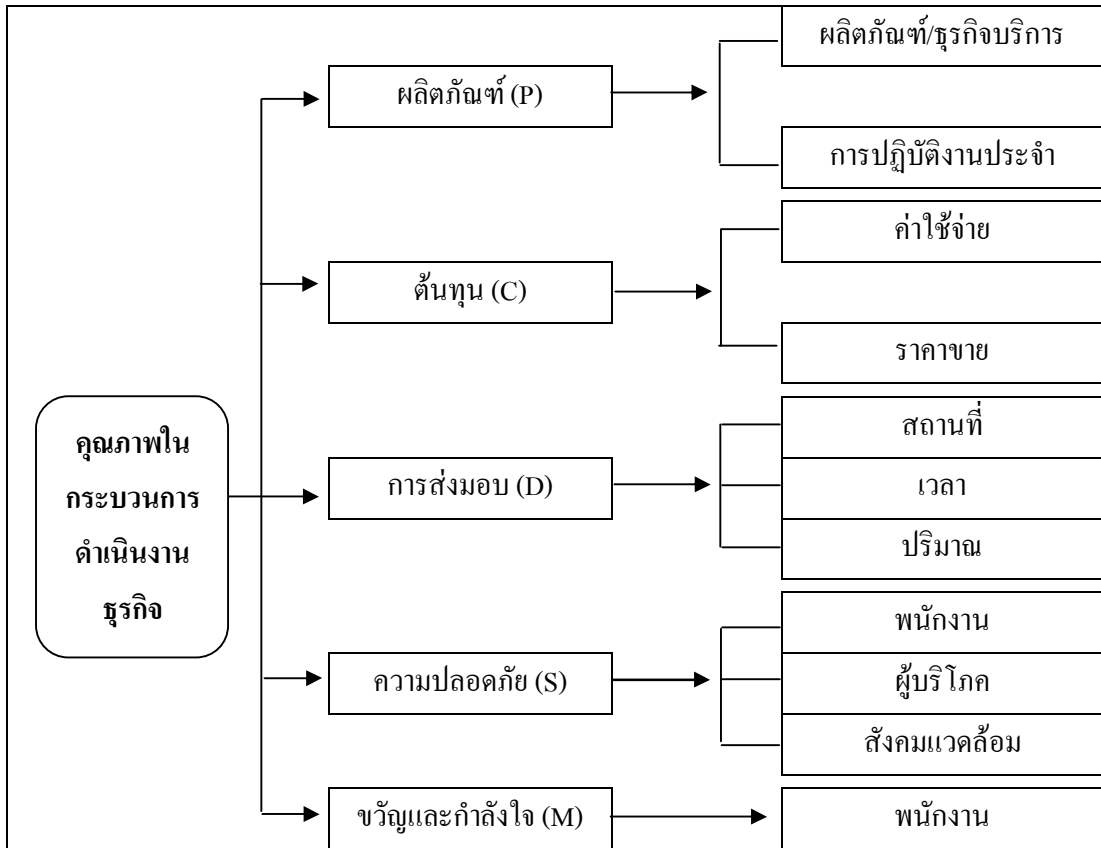 ผลิตภัณฑ์/ธุรกิจบริการ
ผลิตภัณฑ์ (P)
การปฏิบัติงานประจำ
ค่าใช้จ่าย
ต้นทุน (C)
ราคาขาย
คุณภาพใน
กระบวนการ
ดำเนินงาน
ธุรกิจ
สถานที่
การส่งมอบ (D)
เวลา
ปริมาณ
พนักงาน
ความปลอดภัย (S)
ผู้บริโภค
สังคมแวดล้อม
ขวัญและกำลังใจ (M)
พนักงาน